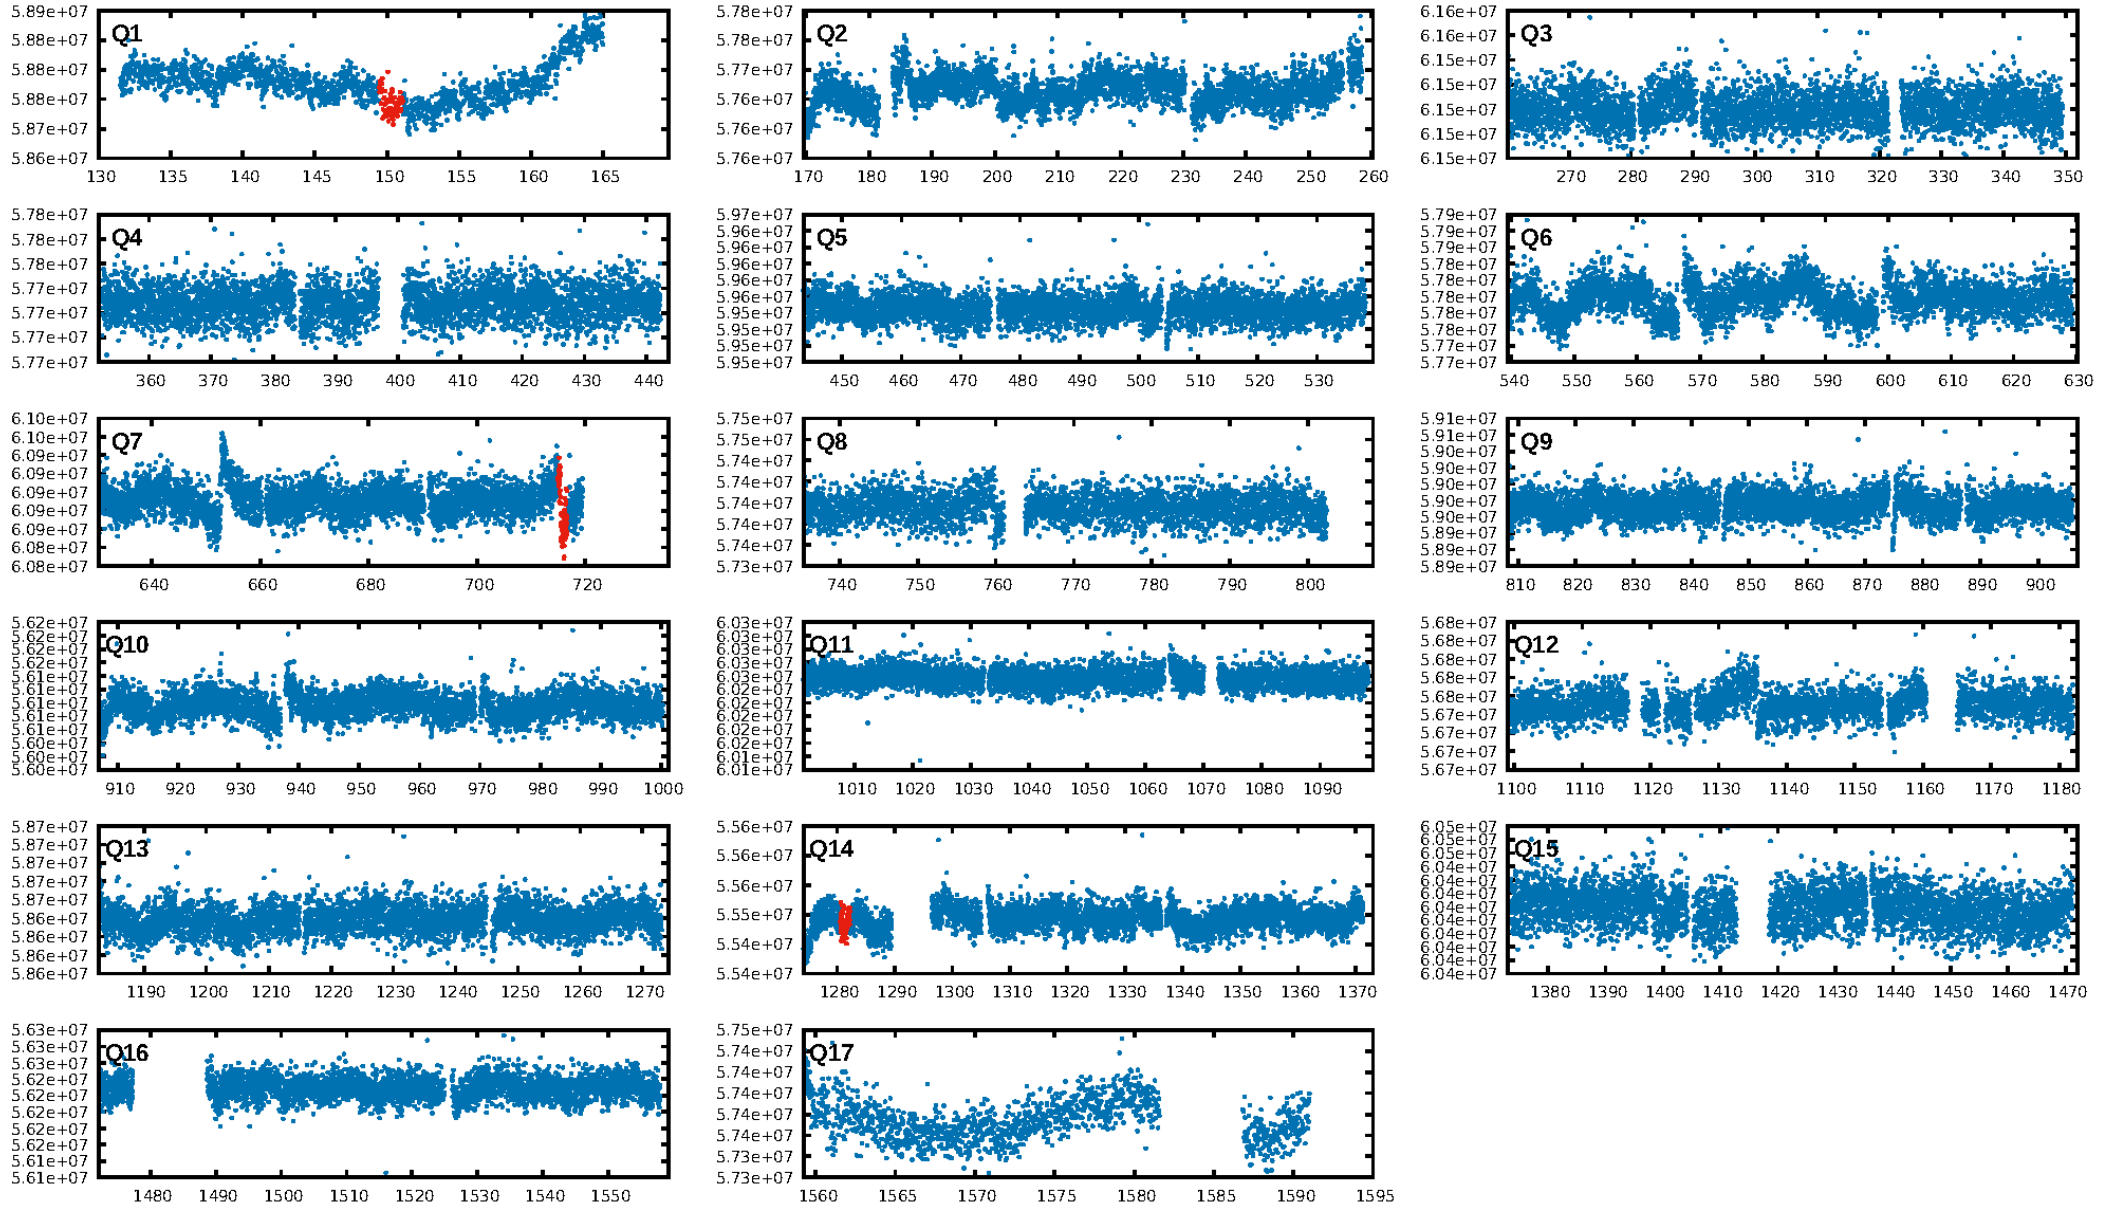 5.89e+07 5.88e+07 5.88e+07 5.88e+07 5.87e+07 5.86e+07
Q1
130 135 140 145 150 155 160 165
5.78e+07 5.78e+07 5.77e+07 5.76e+07 5.76e+07 5.76e+07
Q2
170 180 190 200 210 220 230 240 250 260
6.16e+07 6.16e+07 6.15e+07 6.15e+07 6.15e+07 6.15e+07 6.15e+07
Q3
270 280 290 300 310 320 330 340 350
5.78e+07 5.78e+07 5.78e+07 5.77e+07 5.77e+07 5.77e+07 5.77e+07
Q4
360 370 380 390 400 410 420 430 440
5.97e+07 5.96e+07 5.96e+07 5.96e+07 5.96e+07 5.96e+07 5.95e+07 5.95e+07 5.95e+07 5.95e+07
Q5
450 460 470 480 490 500 510 520 530
5.79e+07 5.79e+07 5.79e+07 5.78e+07 5.78e+07 5.78e+07 5.78e+07 5.78e+07 5.77e+07 5.77e+07
Q6
540 550 560 570 580 590 600 610 620 630
6.10e+07 6.10e+07 6.09e+07 6.09e+07 6.09e+07 6.09e+07 6.09e+07 6.08e+07 6.08e+07
Q7
640 660 680 700 720
5.75e+07 5.75e+07 5.74e+07 5.74e+07 5.74e+07 5.74e+07 5.74e+07 5.73e+07
Q8
740 750 760 770 780 790 800
5.91e+07 5.91e+07 5.90e+07 5.90e+07 5.90e+07 5.90e+07 5.90e+07 5.89e+07 5.89e+07 5.89e+07
Q9
810 820 830 840 850 860 870 880 890 900
5.62e+07 5.62e+07 5.62e+07 5.62e+07 5.61e+07 5.61e+07 5.61e+07 5.61e+07 5.61e+07 5.60e+07 5.60e+07 5.60e+07
Q10
910 920 930 940 950 960 970 980 990 1000
6.03e+07 6.03e+07 6.03e+07 6.03e+07 6.03e+07 6.02e+07 6.02e+07 6.02e+07 6.02e+07 6.02e+07 6.01e+07 6.01e+07
Q11
1010 1020 1030 1040 1050 1060 1070 1080 1090
5.68e+07 5.68e+07 5.68e+07 5.68e+07 5.68e+07 5.67e+07 5.67e+07 5.67e+07 5.67e+07
Q12
1100 1110 1120 1130 1140 1150 1160 1170 1180
5.87e+07 5.87e+07 5.87e+07 5.87e+07 5.87e+07 5.86e+07 5.86e+07 5.86e+07 5.86e+07
Q13
1190 1200 1210 1220 1230 1240 1250 1260 1270
5.56e+07 5.56e+07 5.56e+07 5.55e+07 5.54e+07 5.54e+07
Q14
1280 1290 1300 1310 1320 1330 1340 1350 1360 1370
6.05e+07 6.05e+07 6.05e+07 6.04e+07 6.04e+07 6.04e+07 6.04e+07 6.04e+07 6.04e+07 6.04e+07 6.04e+07 6.04e+07
Q15
1380 1390 1400 1410 1420 1430 1440 1450 1460 1470
5.63e+07 5.63e+07 5.63e+07 5.62e+07 5.62e+07 5.62e+07 5.62e+07 5.62e+07 5.61e+07 5.61e+07
Q16
1480 1490 1500 1510 1520 1530 1540 1550
5.75e+07 5.74e+07 5.74e+07 5.74e+07 5.74e+07 5.74e+07 5.73e+07 5.73e+07
Q17
1560 1565 1570 1575 1580 1585 1590 1595